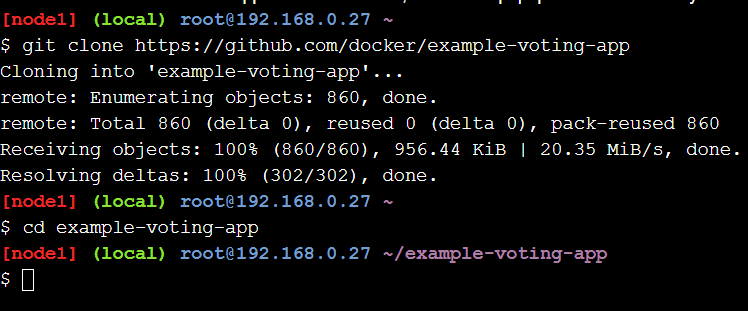 [node1] (local) root@192.168.0.27 ~
$ git clone https://github.com/docker/example-voting-app
Cloning into 'example-voting-app'...
remote: Enumerating objects: 860, done.
remote: Total 860 (delta 0), reused 0 (delta 0), pack-reused 860
Receiving objects: 100% (860/860), 956.44 KiB | 20.35 MiB/s, done.
Resolving deltas: 100% (302/302), done.
[node1] (local) root@192.168.0.27 ~
$ cd example-voting-app
[node1] (local) root@192.168.0.27 ~/example-voting-app
$